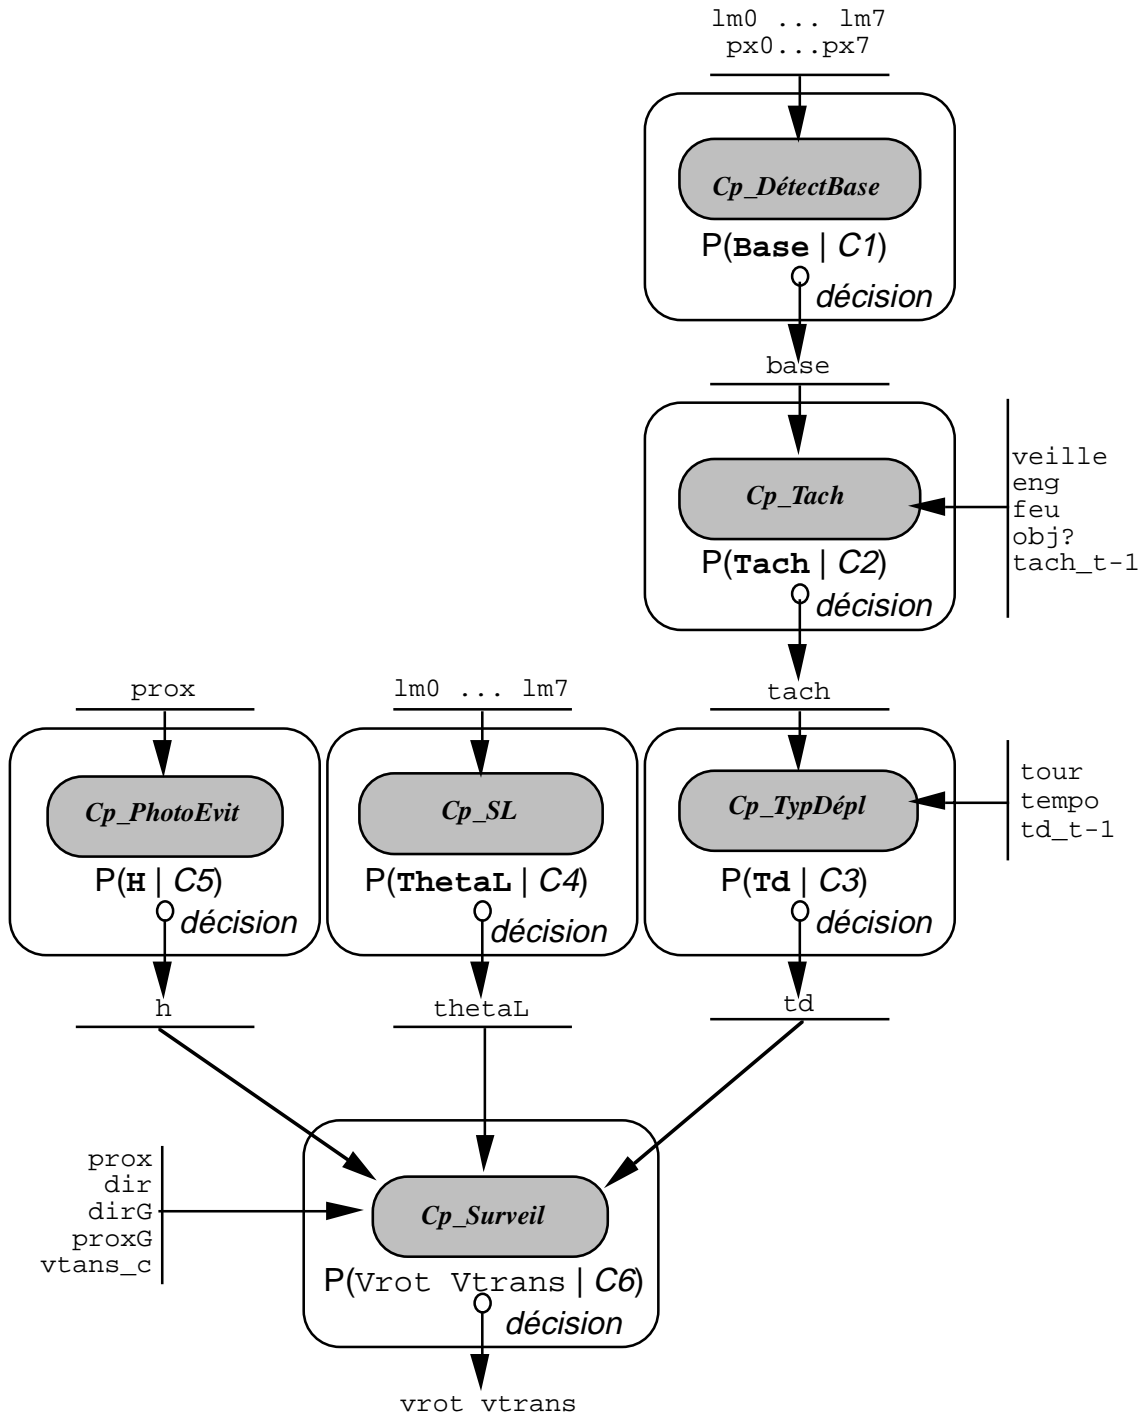 lm0 ... lm7
px0...px7
Cp_DétectBase
P(Base | C1)
décision
base
Cp_Tach
veille
eng
feu
obj?
tach_t-1
P(Tach | C2)
décision
prox
lm0 ... lm7
tach
Cp_PhotoEvit
Cp_SL
Cp_TypDépl
tour
tempo
td_t-1
P(H | C5)
P(ThetaL | C4)
P(Td | C3)
décision
décision
décision
h
thetaL
td
prox
dir
dirG
proxG
vtans_c
Cp_Surveil
P(Vrot Vtrans | C6)
décision
vrot vtrans